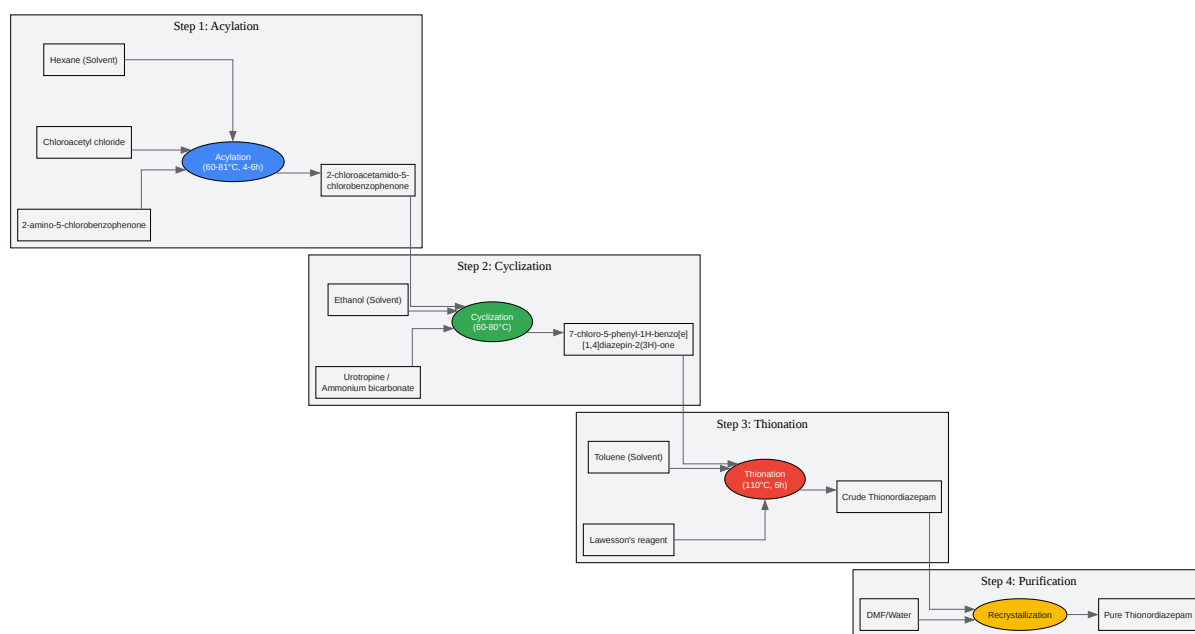 Step 1: Acylation
Hexane (Solvent)
Chloroacetyl chloride
Acylation
(60-81°C, 4-6h)
2-chloroacetamido-5-
chlorobenzophenone
2-amino-5-chlorobenzophenone
Step 2: Cyclization
Ethanol (Solvent)
Cyclization
(60-80°C)
7-chloro-5-phenyl-1H-benzo[e]
[1,4]diazepin-2(3H)-one
Urotropine /
Ammonium bicarbonate
Step 3: Thionation
Toluene (Solvent)
Thionation
(110°C, 6h)
Crude Thionordiazepam
Lawesson's reagent
Step 4: Purification
DMF/Water
Recrystallization
Pure Thionordiazepam